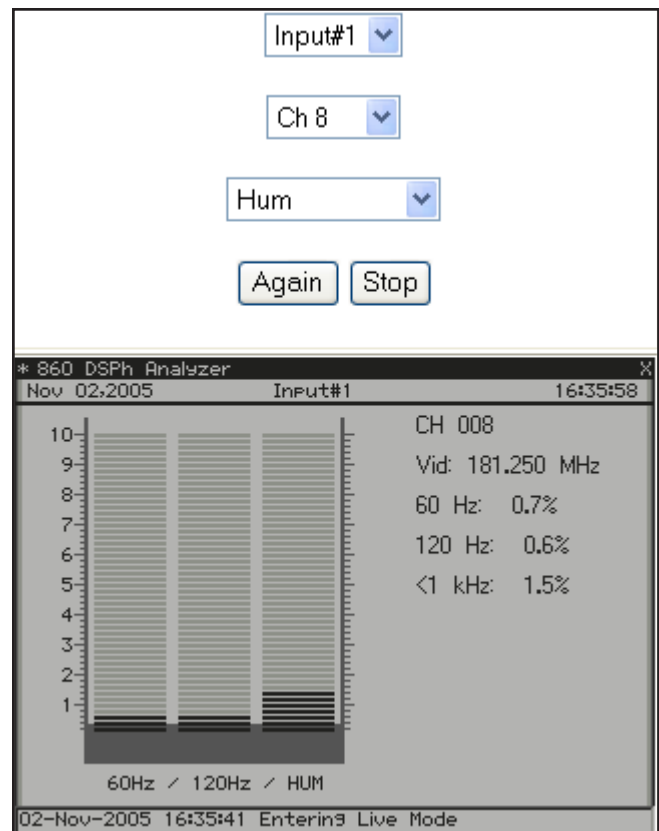 Input#1
Ch 8
Hum
Again Stop
* 860 DSPh Analyzer X
Nov 02,2005 Input#1 16:35:58
CH 008
Vid: 181.250 MHz
60 Hz: 0.7%
120 Hz: 0.6%
<1 kHz: 1.5%
10
9
8
7
6
5
4
3
2
1
60Hz / 120Hz / HUM
02-Nov-2005 16:35:41 Entering Live Mode